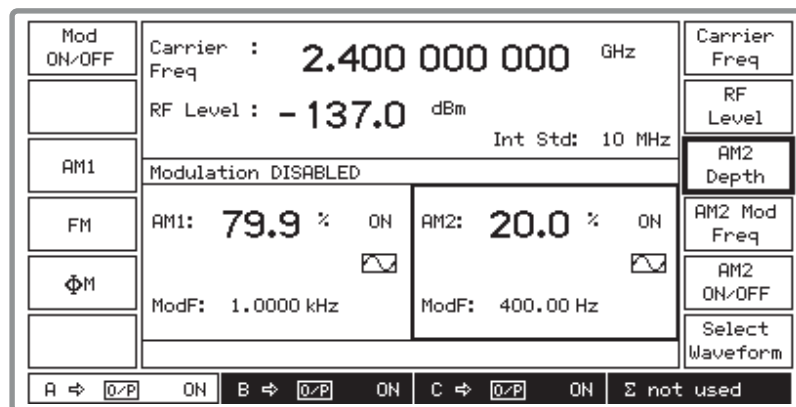 Mod
ON/OFF
AM1
FM
ΦM
Carrier : 2.400 000 000 GHz
Freq
RF Level : -137.0 dBm
Int Std: 10 MHz
Modulation DISABLED
AM1: 79.9 % ON
ModF: 1.0000 kHz
AM2: 20.0 % ON
ModF: 400.00 Hz
Carrier
Freq
RF
Level
AM2
Depth
AM2 Mod
Freq
AM2
ON/OFF
Select
Waveform
A ⇨ O/P ON B ⇨ O/P ON C ⇨ O/P ON Σ not used